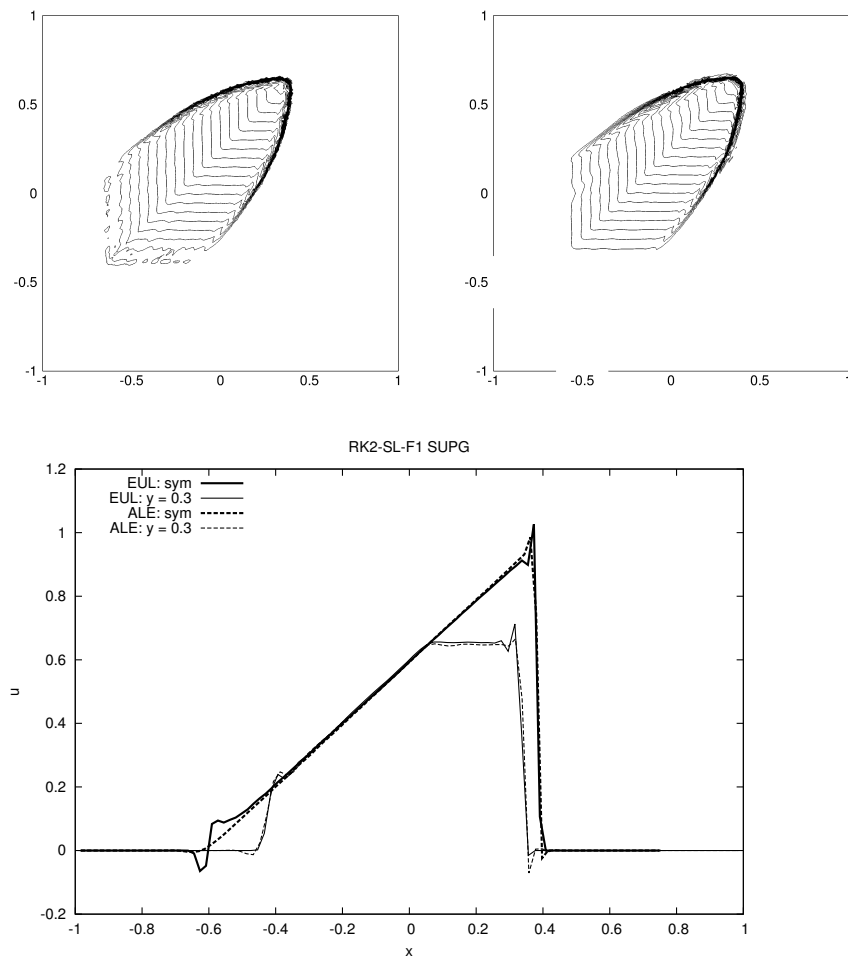 1
0.5
0
-0.5
-1
-1 -0.5 0 0.5 1
1
0.5
0
-0.5
-1
-1 -0.5 0 0.5 1
RK2-SL-F1 SUPG
EUL: sym
EUL: y = 0.3
ALE: sym
ALE: y = 0.3
1.2
1
0.8
0.6
0.4
0.2
0
-0.2
u
-1 -0.8 -0.6 -0.4 -0.2 0 0.2 0.4 0.6 0.8 1
x